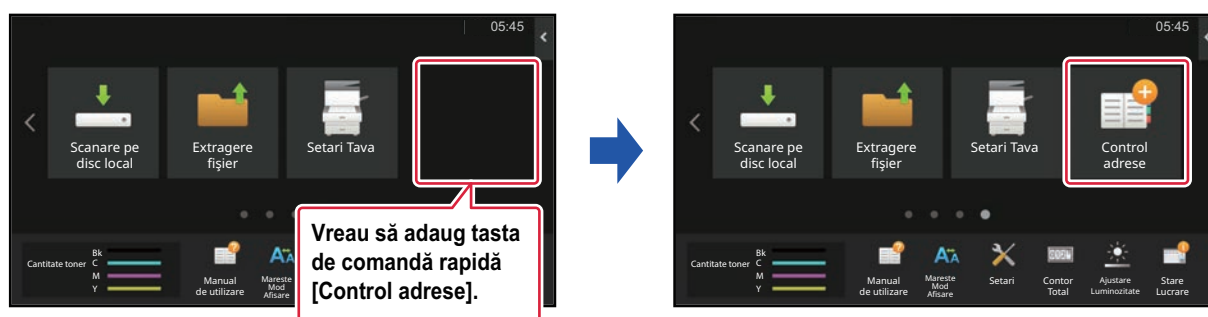 05:45
Scanare pe
disc local
Extragere
fişier
Setari Tava
Vreau să adaug tasta
de comandă rapidă
[Control adrese].
Cantitate toner
Bk
C
M
Y
Manual
de utilizare
Mareste
Mod
Afisare
05:45
Scanare pe
disc local
Extragere
fişier
Setari Tava
Control
adrese
Cantitate toner
Bk
C
M
Y
Manual
de utilizare
Mareste
Mod
Afisare
Setari
Contor
Total
Ajustare
Luminozitate
Stare
Lucrare